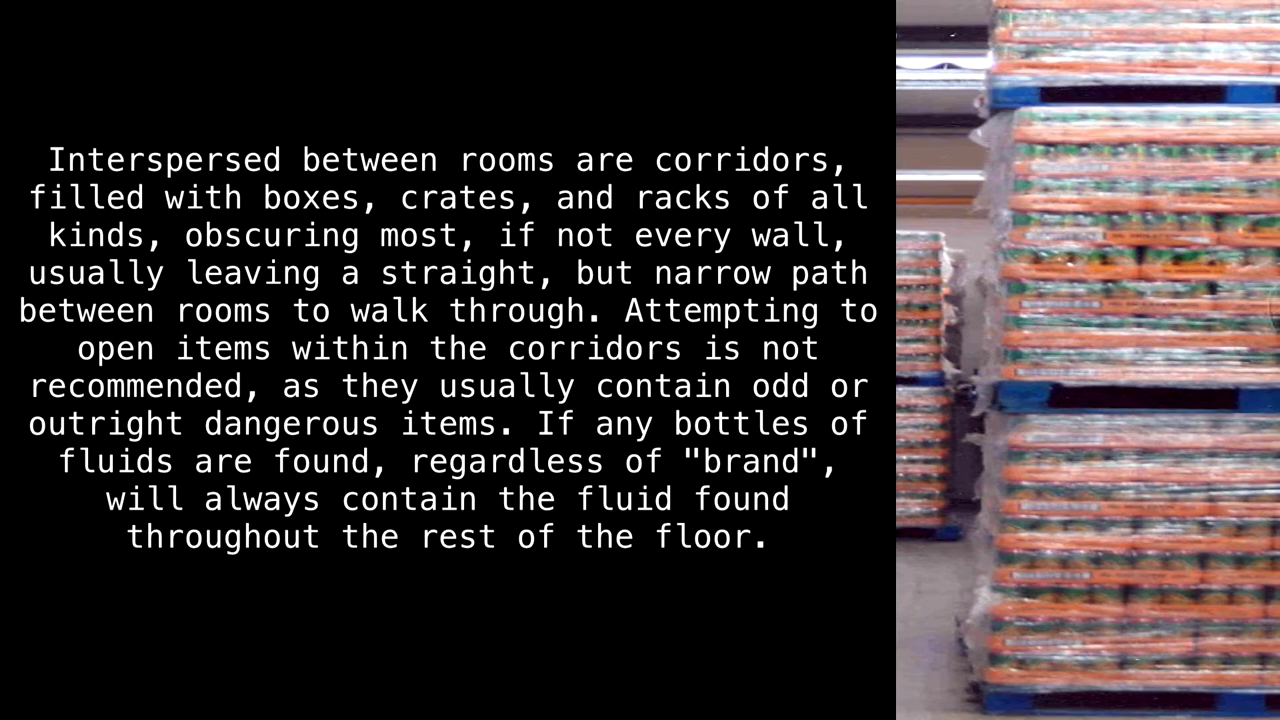 Interspersed between rooms are corridors,
filled with boxes, crates, and racks of all
kinds, obscuring most, if not every wall,
usually leaving a straight, but narrow path
between rooms to walk through. Attempting to
open items within the corridors is not
recommended, as they usually contain odd or
outright dangerous items. If any bottles of
fluids are found, regardless of "brand",
will always contain the fluid found
throughout the rest of the floor.